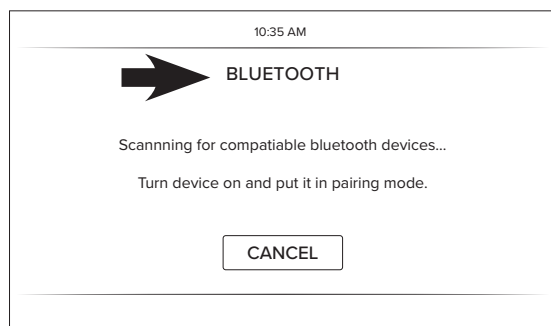 10:35 AM
BLUETOOTH
Scannning for compatiable bluetooth devices...
Turn device on and put it in pairing mode.
CANCEL